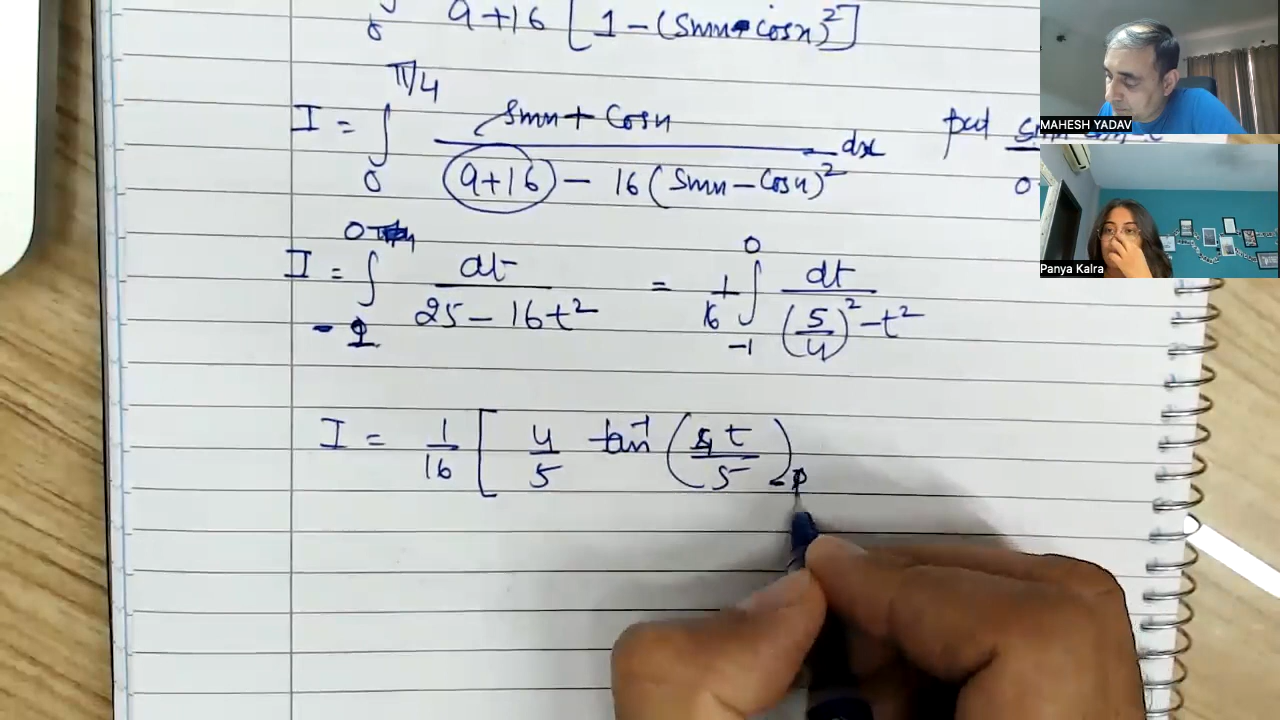 0 9+16 [1-(sinx-cosx)²]
π/4
I = ∫ sinx + cosx dx put
0 (9+16) - 16(sinx-cosx)²
0
I = ∫ dt / 25-16t² = 1/16 ∫ dt / (5/4)²-t²
-1 -1
I = 1/16 [ 4/5 tan⁻¹ (4t/5)
MAHESH YADAV
Panya Kalra